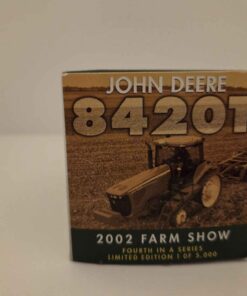 JOHN DEERE
8420T
2002 FARM SHOW
FOURTH IN A SERIES
LIMITED EDITION 1 OF 5,000